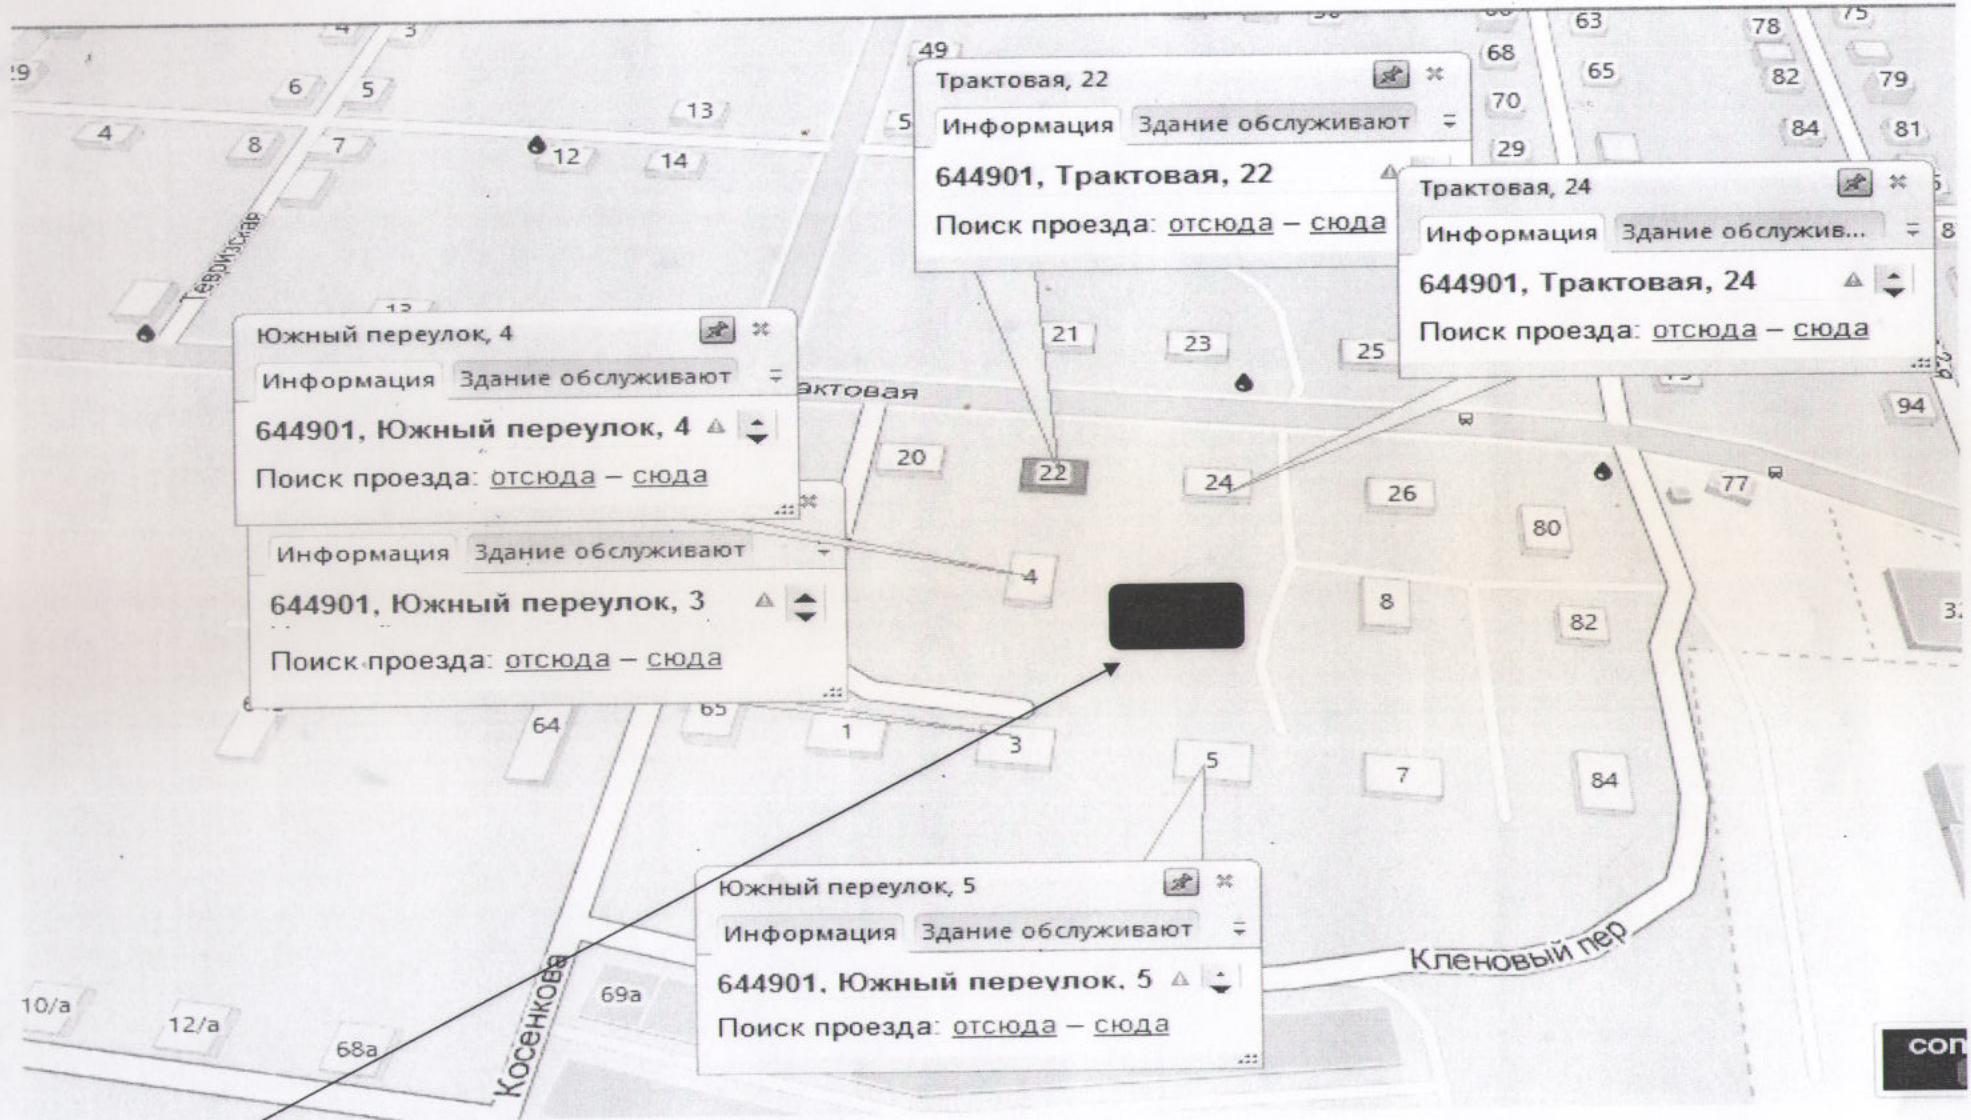 4
3
49
63
78
75
29
6
5
68
65
82
79
Трактовая, 22
13
70
84
81
4
8
7
12
14
Информация Здание обслуживают
29
644901, Трактовая, 22
Поиск проезда: отсюда – сюда
Трактовая, 24
Информация Здание обслужив...
644901, Трактовая, 24
Поиск проезда: отсюда – сюда
Тевризская
Южный переулок, 4
Информация Здание обслуживают
644901, Южный переулок, 4
Поиск проезда: отсюда – сюда
21
23
25
94
актовая
20
22
24
26
77
80
Информация Здание обслуживают
644901, Южный переулок, 3
Поиск проезда: отсюда – сюда
4
8
82
64
65
1
3
5
7
84
Южный переулок, 5
Информация Здание обслуживают
644901, Южный переулок, 5
Поиск проезда: отсюда – сюда
Кленовый пер
Косенкова
69а
10/а
12/а
68а
con